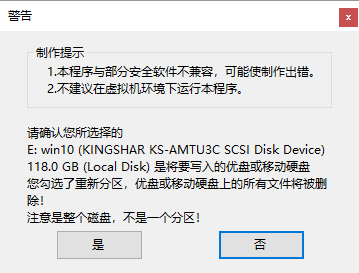 警告
制作提示
1.本程序与部分安全软件不兼容，可能使制作出错。
2.不建议在虚拟机环境下运行本程序。
请确认您所选择的
E: win10 (KINGSHAR KS-AMTU3C SCSI Disk Device)
118.0 GB (Local Disk) 是将要写入的优盘或移动硬盘
您勾选了重新分区，优盘或移动硬盘上的所有文件将被删
除！
注意是整个磁盘，不是一个分区！
是
否